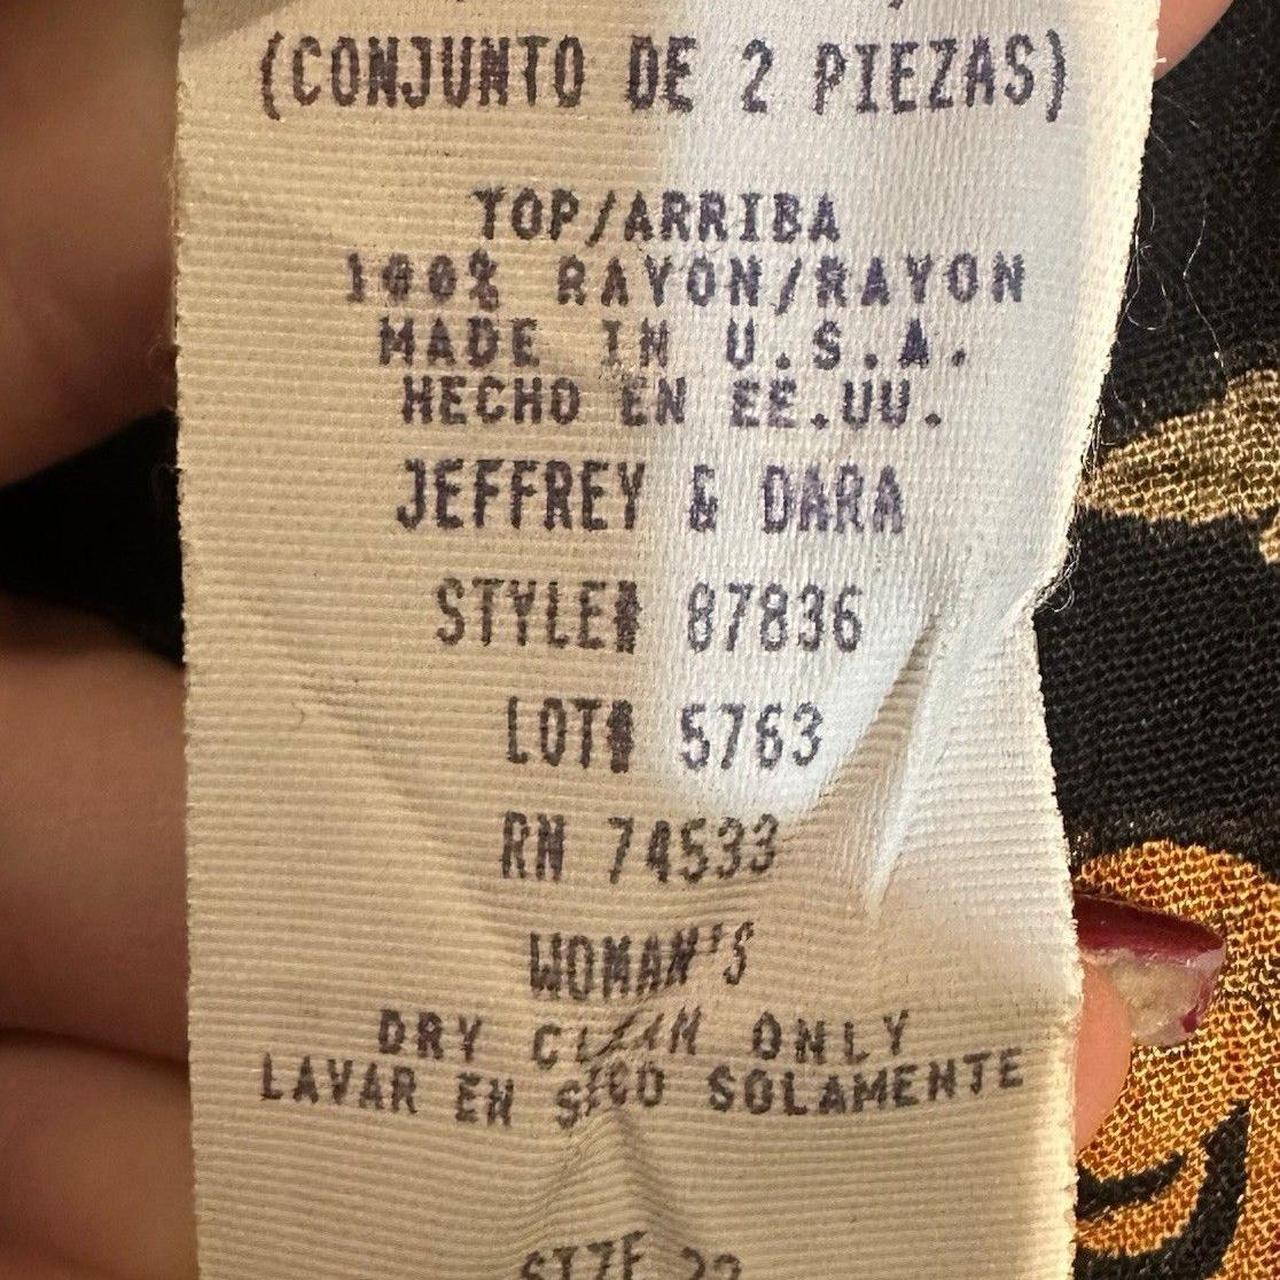 (CONJUNTO DE 2 PIEZAS)
TOP/ARRIBA
100% RAYON/RAYON
MADE IN U.S.A.
HECHO EN EE.UU.
JEFFREY & DARA
STYLE# 87836
LOT# 5763
RN 74533
WOMAN'S
DRY CLEAN ONLY
LAVAR EN SECO SOLAMENTE
SIZE